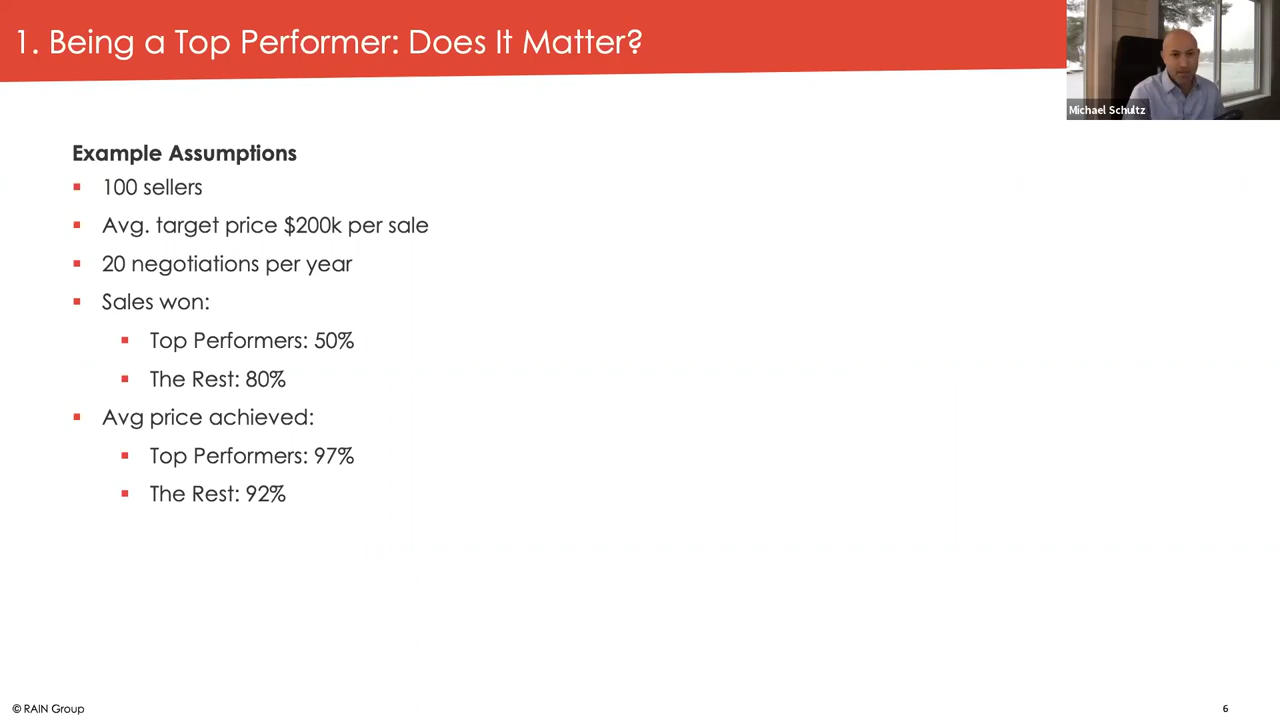 1. Being a Top Performer: Does It Matter?
Michael Schultz
Example Assumptions
▪ 100 sellers
▪ Avg. target price $200k per sale
▪ 20 negotiations per year
▪ Sales won:
▪ Top Performers: 50%
▪ The Rest: 80%
▪ Avg price achieved:
▪ Top Performers: 97%
▪ The Rest: 92%
© RAIN Group
6